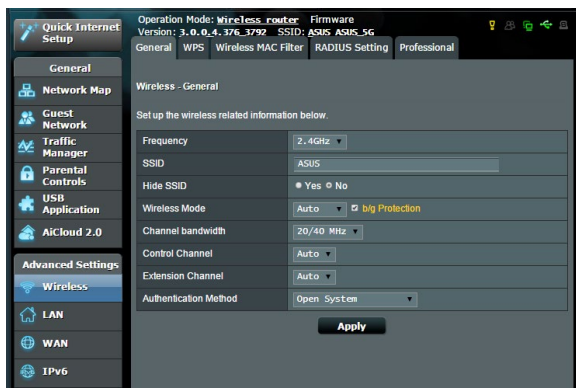 Quick Internet
Setup
General
Network Map
Guest
Network
Traffic
Manager
Parental
Controls
USB
Application
AiCloud 2.0
Advanced Settings
Wireless
LAN
WAN
IPv6
Operation Mode: Wireless router Firmware
Version: 3.0.0.4.376_3792 SSID: ASUS ASUS_5G
General WPS Wireless MAC Filter RADIUS Setting Professional
Wireless - General
Set up the wireless related information below.
Frequency 2.4GHz
SSID ASUS
Hide SSID Yes No
Wireless Mode Auto b/g Protection
Channel bandwidth 20/40 MHz
Control Channel Auto
Extension Channel Auto
Authentication Method Open System
Apply